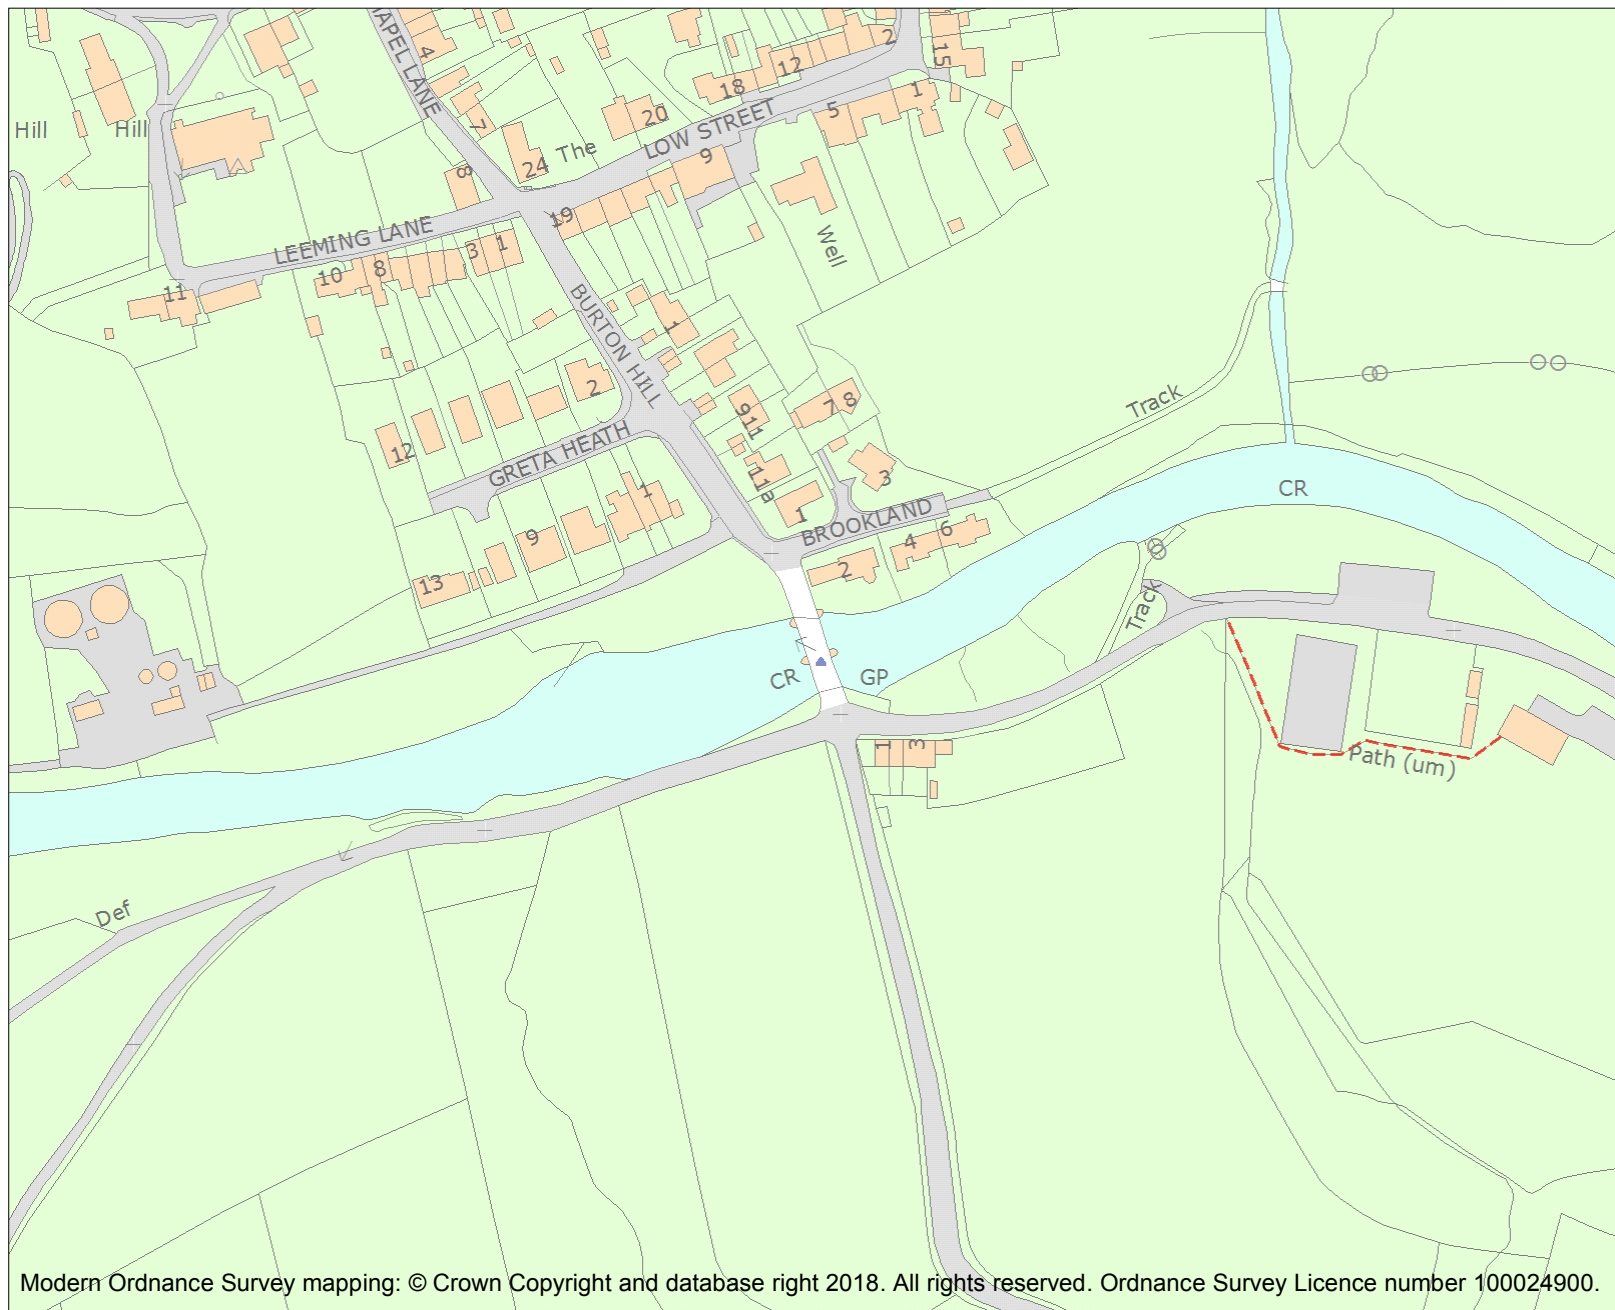 HAPEL LANE
4
2
15
12
18
1
5
20
LOW STREET
7
Hill
Hill
The
24
9
8
19
LEEMING LANE
3
1
Well
8
10
11
BURTON HILL
1
2
Track
7
8
911
12
GRETA HEATH
3
11a
CR
1
1
BROOKLAND
6
9
4
2
13
Track
CR
GP
1
3
Path (um)
Def
Modern Ordnance Survey mapping: © Crown Copyright and database right 2018. All rights reserved. Ordnance Survey Licence number 100024900.